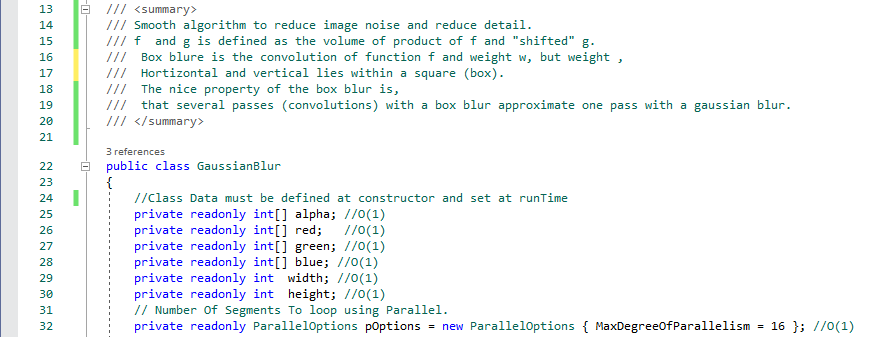 13 /// <summary>
14 /// Smooth algorithm to reduce image noise and reduce detail.
15 /// f  and g is defined as the volume of product of f and "shifted" g.
16 ///  Box blure is the convolution of function f and weight w, but weight ,
17 ///  Hortizontal and vertical lies within a square (box).
18 ///  The nice property of the box blur is,
19 ///  that several passes (convolutions) with a box blur approximate one pass with a gaussian blur.
20 /// </summary>
21
3 references
22 public class GaussianBlur
23 {
24 //Class Data must be defined at constructor and set at runTime
25 private readonly int[] alpha; //O(1)
26 private readonly int[] red;   //O(1)
27 private readonly int[] green; //O(1)
28 private readonly int[] blue; //O(1)
29 private readonly int  width; //O(1)
30 private readonly int  height; //O(1)
31 // Number Of Segments To loop using Parallel.
32 private readonly ParallelOptions pOptions = new ParallelOptions { MaxDegreeOfParallelism = 16 }; //O(1)